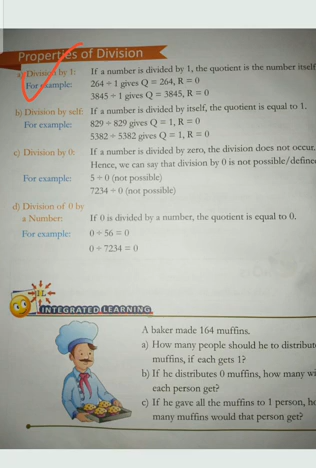 Properties of Division
a) Division by 1: If a number is divided by 1, the quotient is the number itself
For example: 264 ÷ 1 gives Q = 264, R = 0
3845 ÷ 1 gives Q = 3845, R = 0
b) Division by self: If a number is divided by itself, the quotient is equal to 1.
For example: 829 ÷ 829 gives Q = 1, R = 0
5382 ÷ 5382 gives Q = 1, R = 0
c) Division by 0: If a number is divided by zero, the division does not occur.
Hence, we can say that division by 0 is not possible/define
For example: 5 ÷ 0 (not possible)
7234 ÷ 0 (not possible)
d) Division of 0 by
a Number: If 0 is divided by a number, the quotient is equal to 0.
For example: 0 ÷ 56 = 0
0 ÷ 7234 = 0
IL
INTEGRATED LEARNING
A baker made 164 muffins.
a) How many people should he to distribut
muffins, if each gets 1?
b) If he distributes 0 muffins, how many wi
each person get?
c) If he gave all the muffins to 1 person, h
many muffins would that person get?